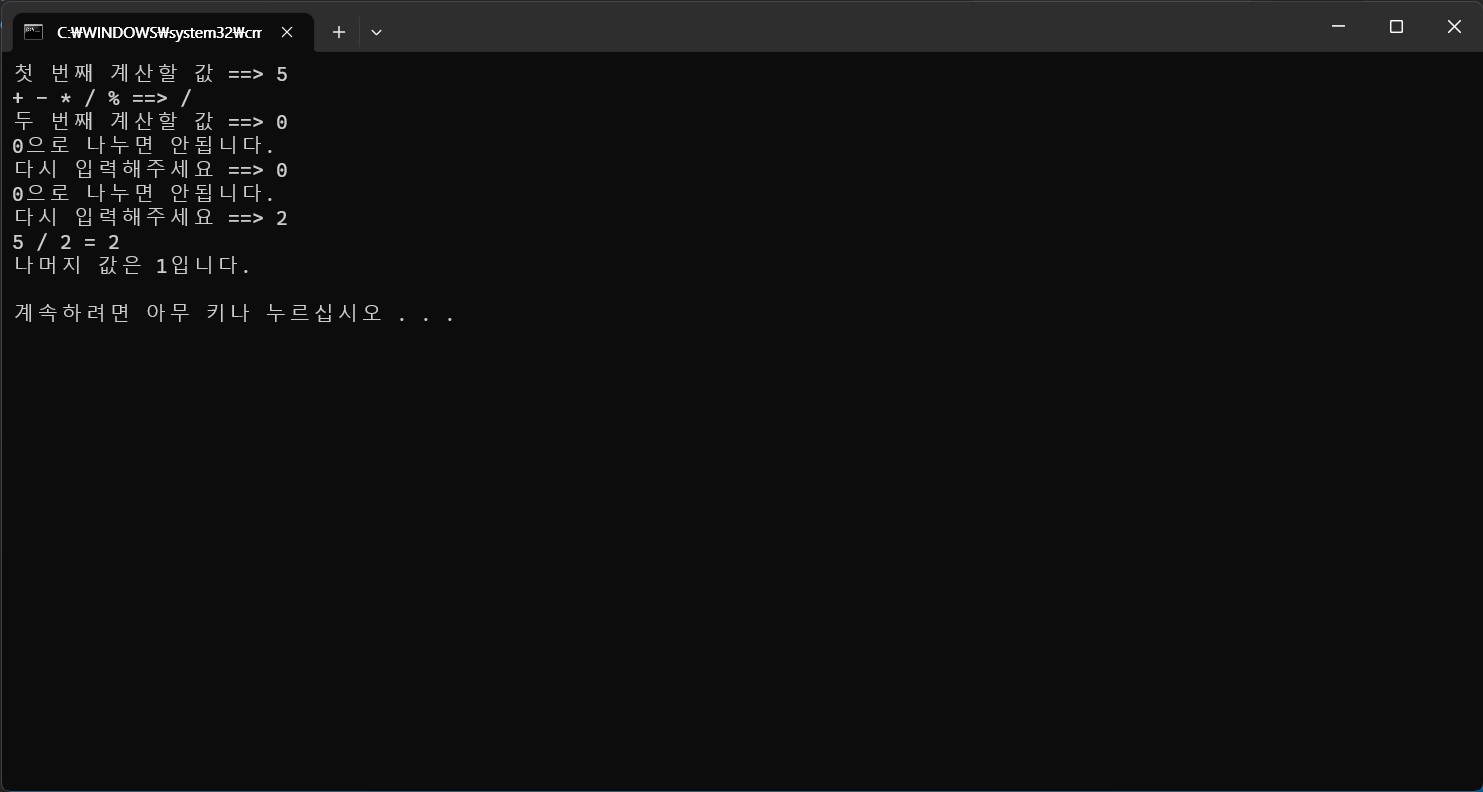 C:₩WINDOWS₩system32₩cm
첫 번째 계산할 값 ==> 5
+ - * / % ==> /
두 번째 계산할 값 ==> 0
0으로 나누면 안됩니다.
다시 입력해주세요 ==> 0
0으로 나누면 안됩니다.
다시 입력해주세요 ==> 2
5 / 2 = 2
나머지 값은 1입니다.
계속하려면 아무 키나 누르십시오 . . .